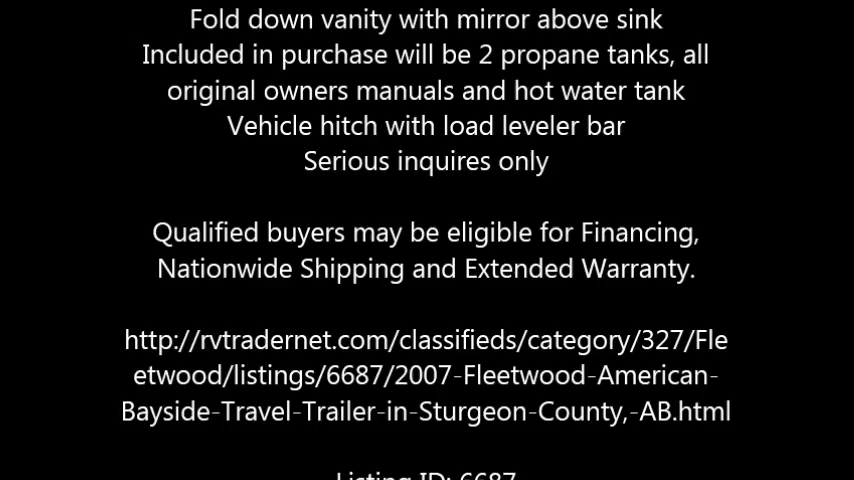 Fold down vanity with mirror above sink
Included in purchase will be 2 propane tanks, all
original owners manuals and hot water tank
Vehicle hitch with load leveler bar
Serious inquires only
Qualified buyers may be eligible for Financing,
Nationwide Shipping and Extended Warranty.
http://rvtradernet.com/classifieds/category/327/Fle
etwood/listings/6687/2007-Fleetwood-American-
Bayside-Travel-Trailer-in-Sturgeon-County,-AB.html
Listing ID: 6687